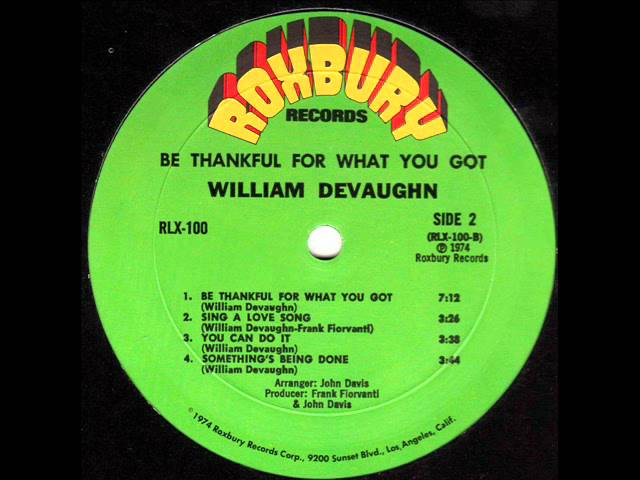 ROXBURY
RECORDS
BE THANKFUL FOR WHAT YOU GOT
WILLIAM DEVAUGHN
RLX-100
SIDE 2
(RLX-100-B)
Ⓟ 1974
Roxbury Records
1. BE THANKFUL FOR WHAT YOU GOT 7:12
(William Devaughn)
2. SING A LOVE SONG 3:26
(William Devaughn-Frank Fiorvanti)
3. YOU CAN DO IT 3:38
(William Devaughn)
4. SOMETHING'S BEING DONE 3:44
(William Devaughn)
Arranger: John Davis
Producer: Frank Fiorvanti
& John Davis
©1974 Roxbury Records Corp., 9200 Sunset Blvd., Los Angeles, Calif.